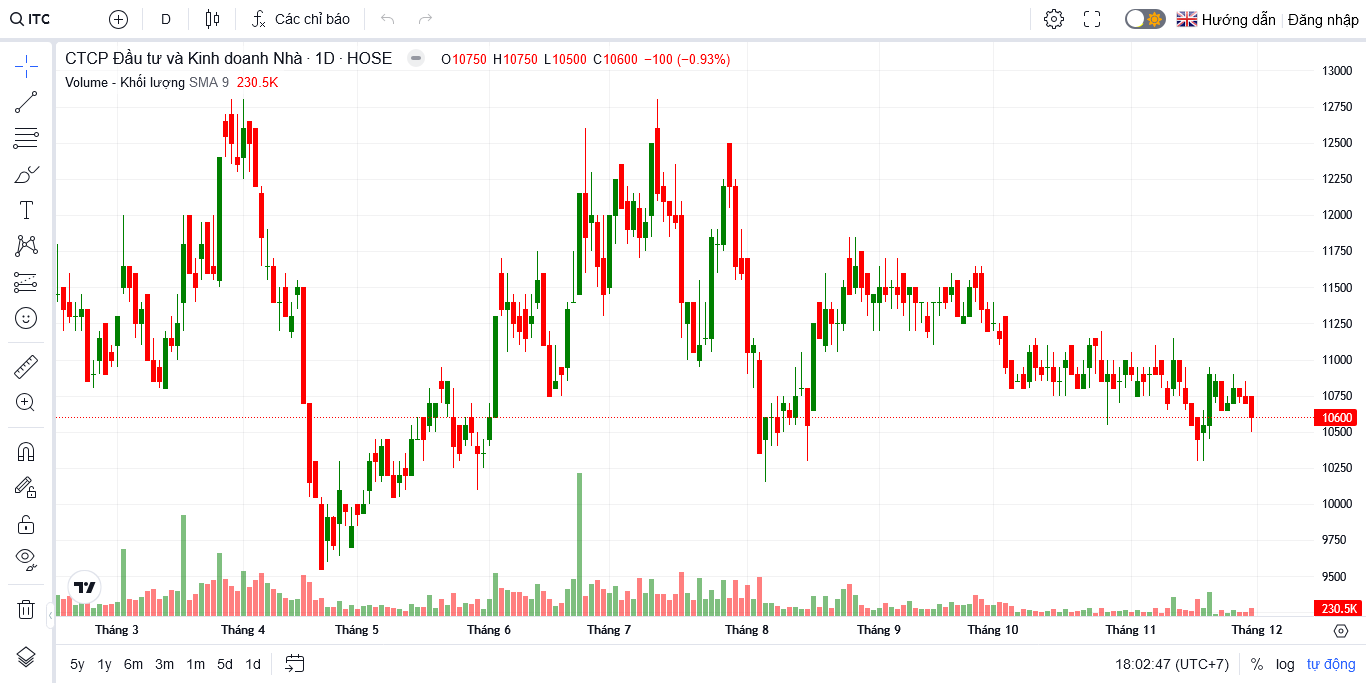 ITC D Các chỉ báo Hướng dẫn Đăng nhập
CTCP Đầu tư và Kinh doanh Nhà · 1D · HOSE O10750 H10750 L10500 C10600 −100 (−0.93%)
Volume - Khối lượng SMA 9 230.5K
13000
12750
12500
12250
12000
11750
11500
11250
11000
10750
10600
10500
10250
10000
9750
9500
230.5K
Tháng 3 Tháng 4 Tháng 5 Tháng 6 Tháng 7 Tháng 8 Tháng 9 Tháng 10 Tháng 11 Tháng 12
5y 1y 6m 3m 1m 5d 1d 18:02:47 (UTC+7) % log tự động